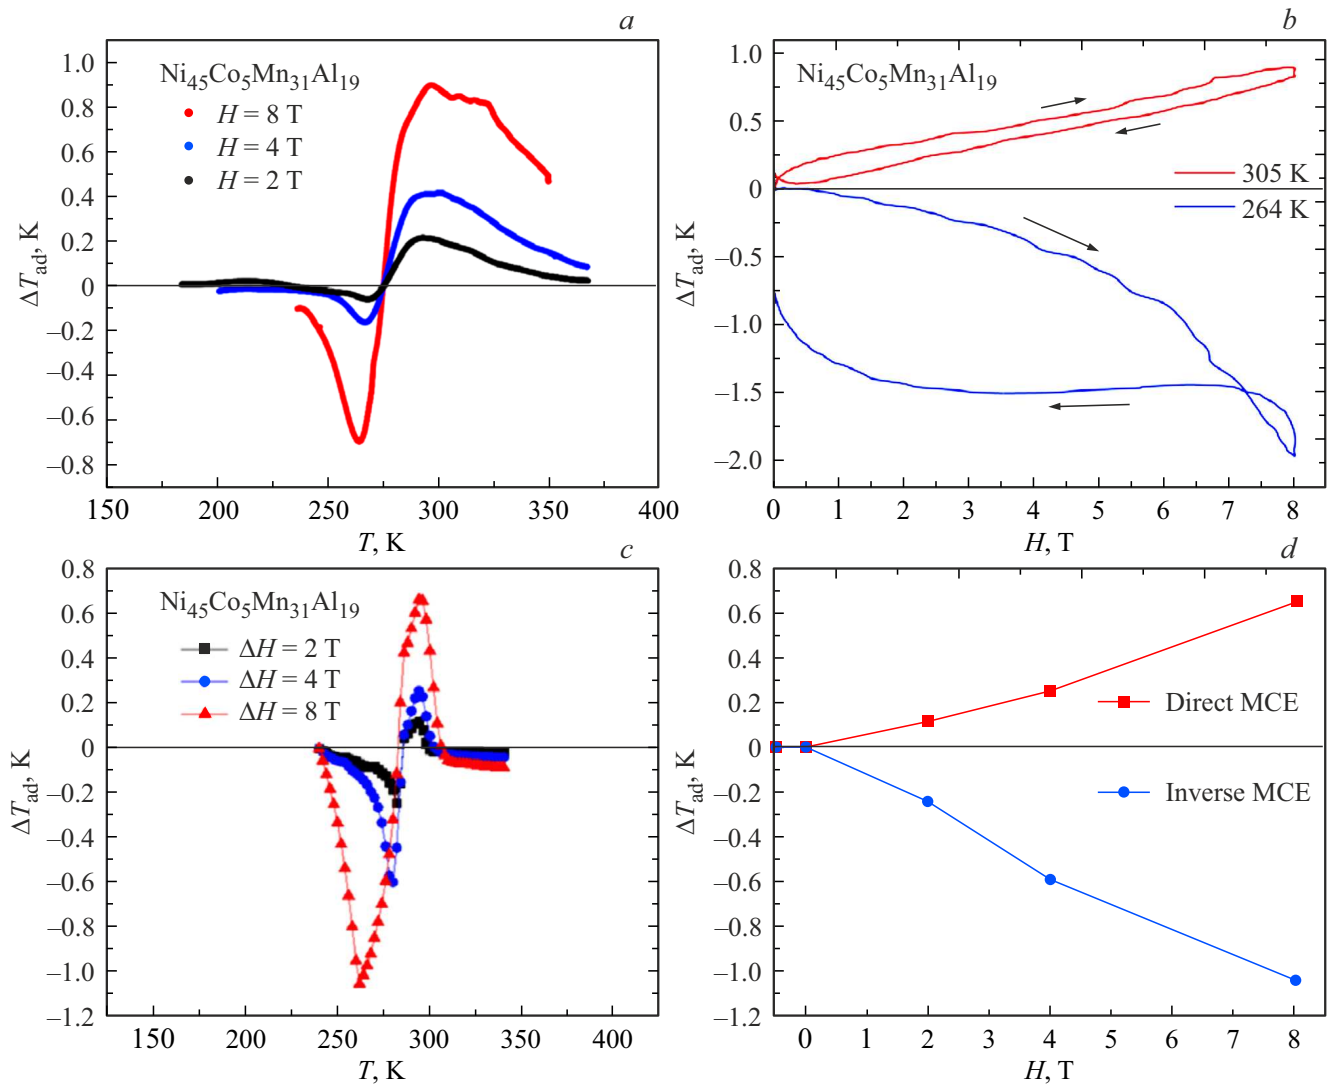 a
Ni45Co5Mn31Al19
H = 8 T
H = 4 T
H = 2 T
1.0
0.8
0.6
0.4
0.2
0
–0.2
–0.4
–0.6
–0.8
ΔTad, K
150 200 250 300 350 400
T, K
b
Ni45Co5Mn31Al19
305 K
264 K
1.0
0.5
0
–0.5
–1.0
–1.5
–2.0
ΔTad, K
0 1 2 3 4 5 6 7 8
H, T
c
Ni45Co5Mn31Al19
ΔH = 2 T
ΔH = 4 T
ΔH = 8 T
0.8
0.6
0.4
0.2
0
–0.2
–0.4
–0.6
–0.8
–1.0
–1.2
ΔTad, K
150 200 250 300 350 400
T, K
d
Direct MCE
Inverse MCE
0.8
0.6
0.4
0.2
0
–0.2
–0.4
–0.6
–0.8
–1.0
–1.2
ΔTad, K
0 1 2 3 4 5 6 7 8
H, T